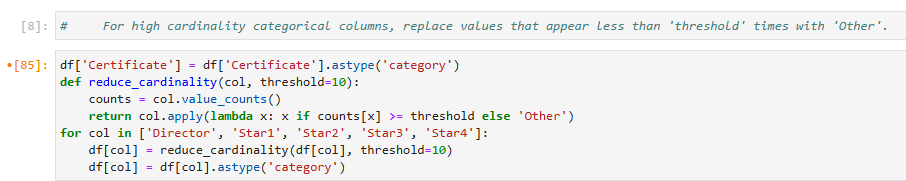 [8]: #     For high cardinality categorical columns, replace values that appear less than 'threshold' times with 'Other'.
•[85]: df['Certificate'] = df['Certificate'].astype('category')
def reduce_cardinality(col, threshold=10):
    counts = col.value_counts()
    return col.apply(lambda x: x if counts[x] >= threshold else 'Other')
for col in ['Director', 'Star1', 'Star2', 'Star3', 'Star4']:
    df[col] = reduce_cardinality(df[col], threshold=10)
    df[col] = df[col].astype('category')